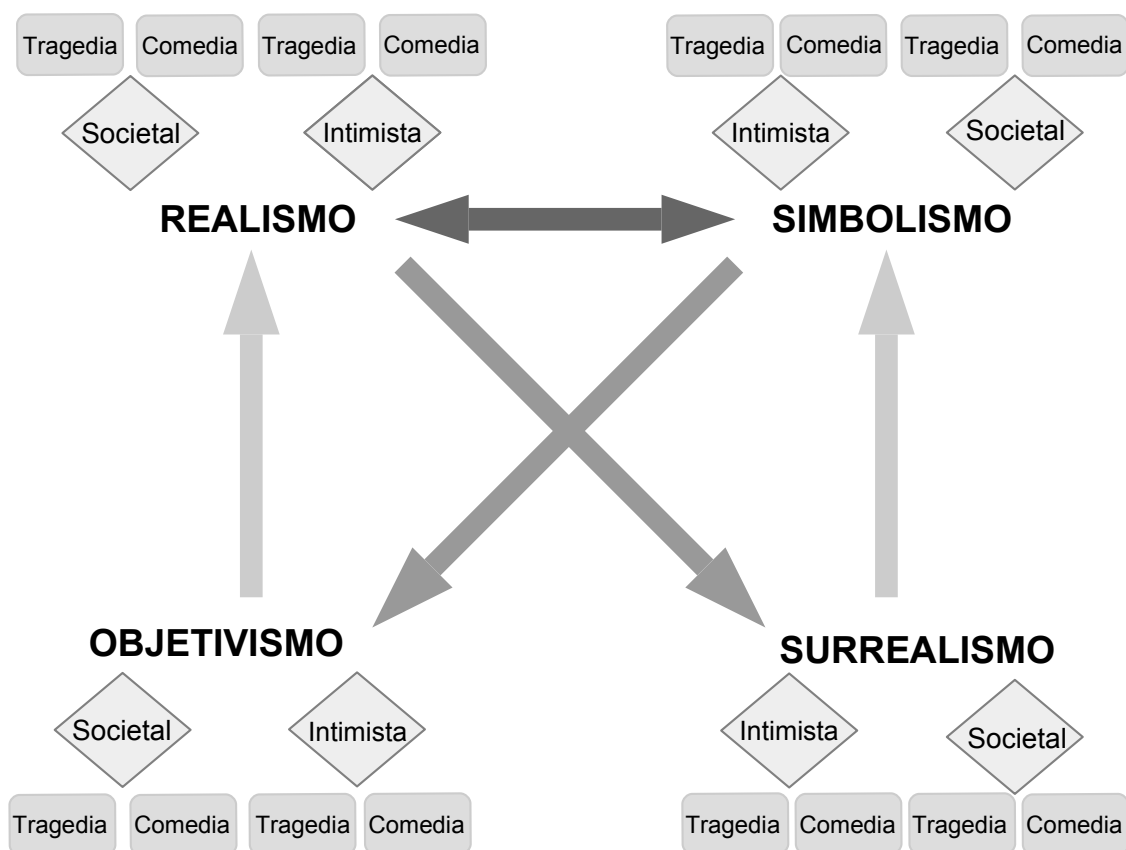 Tragedia
Comedia
Tragedia
Comedia
Tragedia
Comedia
Tragedia
Comedia
Societal
Intimista
Intimista
Societal
REALISMO
SIMBOLISMO
OBJETIVISMO
SURREALISMO
Societal
Intimista
Intimista
Societal
Tragedia
Comedia
Tragedia
Comedia
Tragedia
Comedia
Tragedia
Comedia